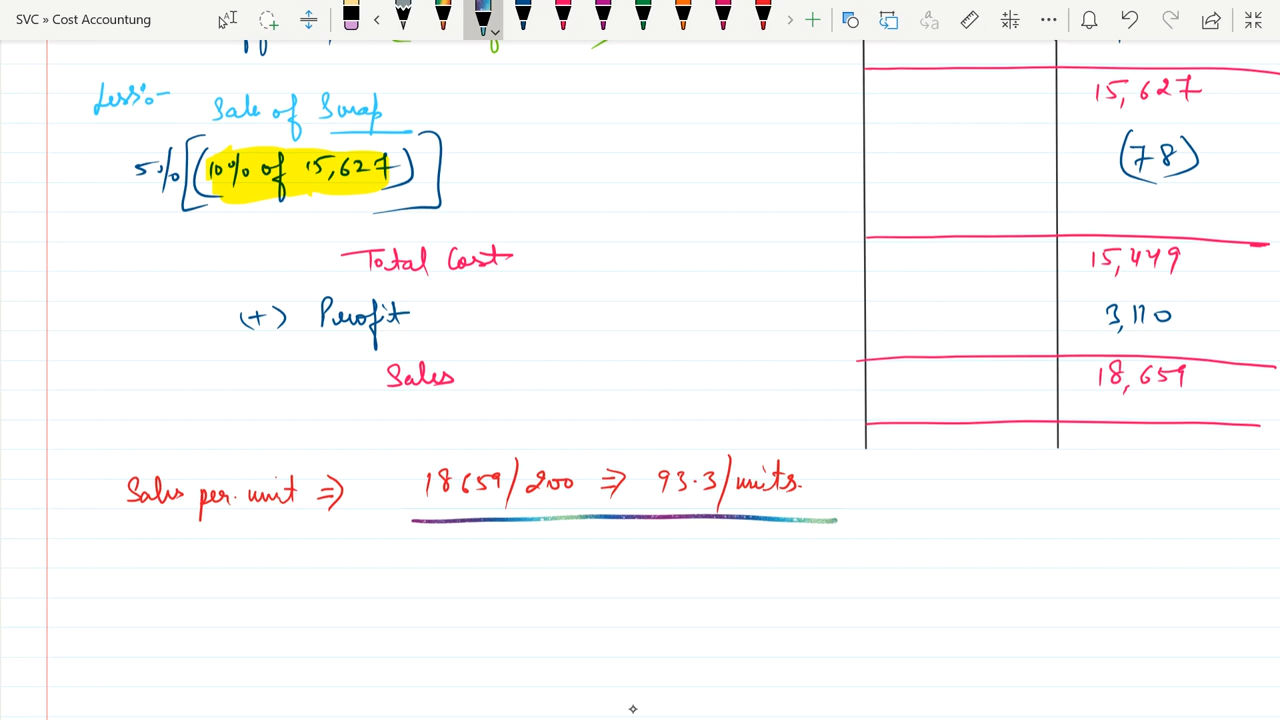 SVC » Cost Accountung
15,627
Less:-
Sale of Scrap
5% [(10% of 15,627)]
(78)
Total Cost
15,449
(+) Profit
3,110
Sales
18,659
Sales per unit ⇒ 18659/200 ⇒ 93.3/units.